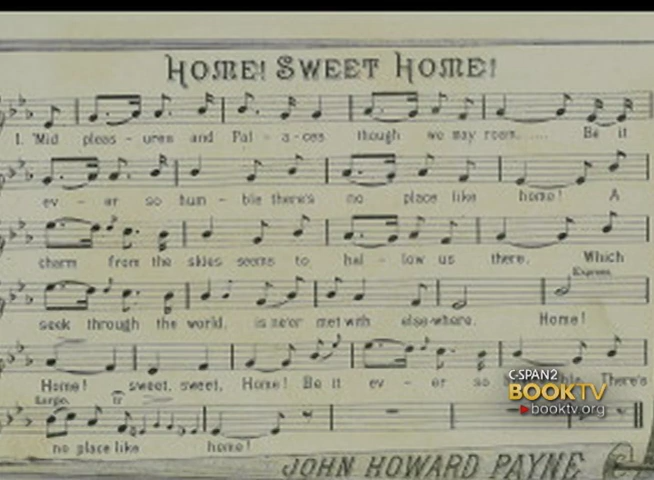 HOME! SWEET HOME!
1. 'Mid pleas - ures and Pal - a - ces though we may roam,..... Be it
ev - er so hum - ble there's no place like home! A
charm from the skies seems to hal - low us there, Which
Express.
seek through the world, is ne'er met with else-where. Home!
Home! sweet, sweet, Home! Be it ev - er so There's
Largo. tr
no place like home!
C-SPAN2
BOOKTV
booktv.org
JOHN HOWARD PAYNE